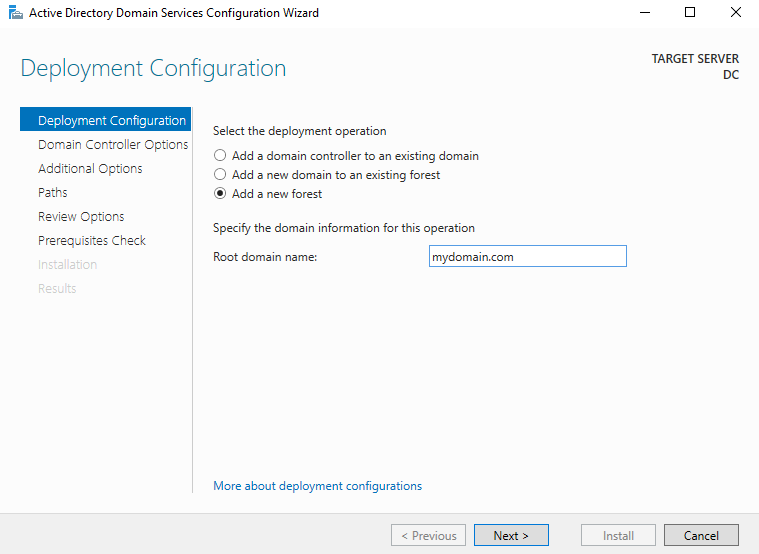 Active Directory Domain Services Configuration Wizard
Deployment Configuration
TARGET SERVER
DC
Deployment Configuration
Domain Controller Options
Additional Options
Paths
Review Options
Prerequisites Check
Installation
Results
Select the deployment operation
Add a domain controller to an existing domain
Add a new domain to an existing forest
Add a new forest
Specify the domain information for this operation
Root domain name: mydomain.com
More about deployment configurations
< Previous Next > Install Cancel